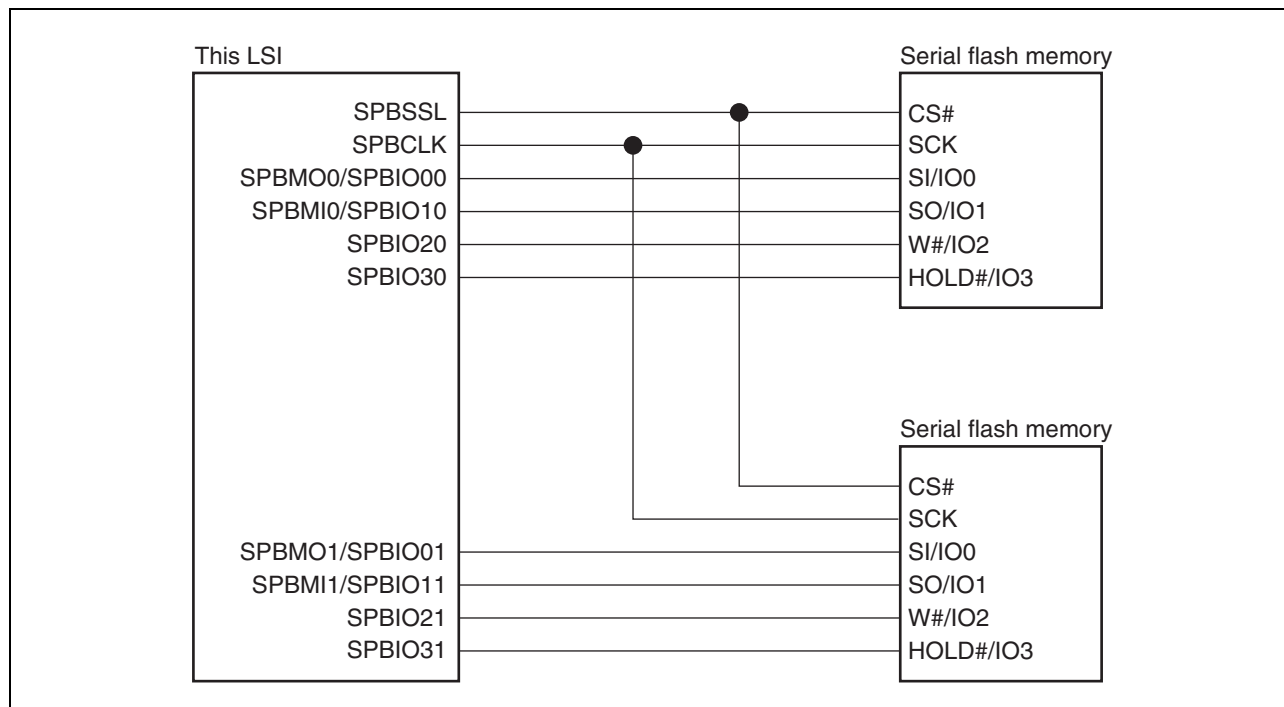 This LSI
SPBSSL
SPBCLK
SPBMO0/SPBIO00
SPBMI0/SPBIO10
SPBIO20
SPBIO30
SPBMO1/SPBIO01
SPBMI1/SPBIO11
SPBIO21
SPBIO31
Serial flash memory
CS#
SCK
SI/IO0
SO/IO1
W#/IO2
HOLD#/IO3
Serial flash memory
CS#
SCK
SI/IO0
SO/IO1
W#/IO2
HOLD#/IO3